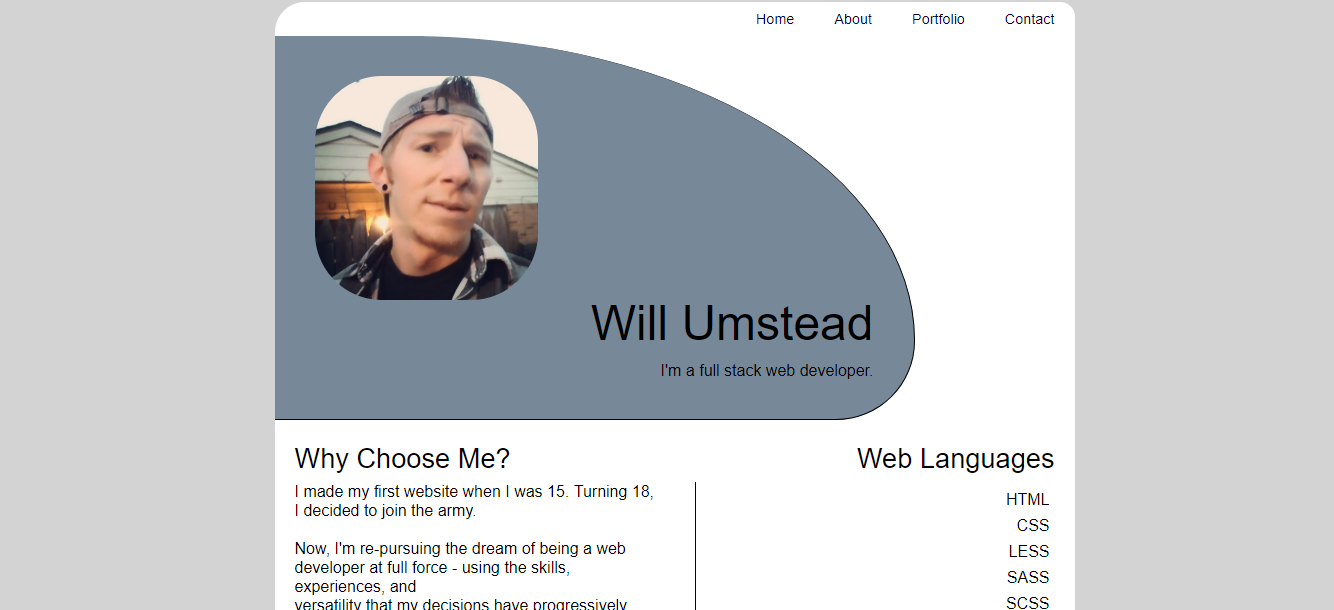 Home About Portfolio Contact
Will Umstead
I'm a full stack web developer.
Why Choose Me?
I made my first website when I was 15. Turning 18,
I decided to join the army.
Now, I'm re-pursuing the dream of being a web
developer at full force - using the skills,
experiences, and
versatility that my decisions have progressively
Web Languages
HTML
CSS
LESS
SASS
SCSS